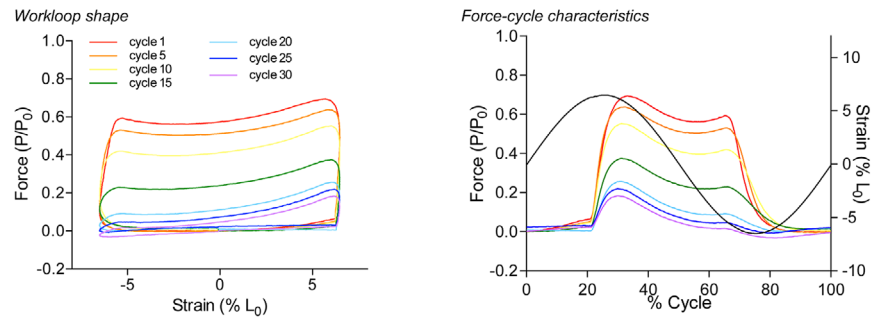 Workloop shape
Force (P/P0)
1.0
0.8
0.6
0.4
0.2
0.0
-0.2
cycle 1
cycle 5
cycle 10
cycle 15
cycle 20
cycle 25
cycle 30
-5
0
5
Strain (% L0)
Force-cycle characteristics
Force (P/P0)
1.0
0.8
0.6
0.4
0.2
0.0
-0.2
0
20
40
60
80
100
% Cycle
10
5
0
-5
-10
Strain (% L0)